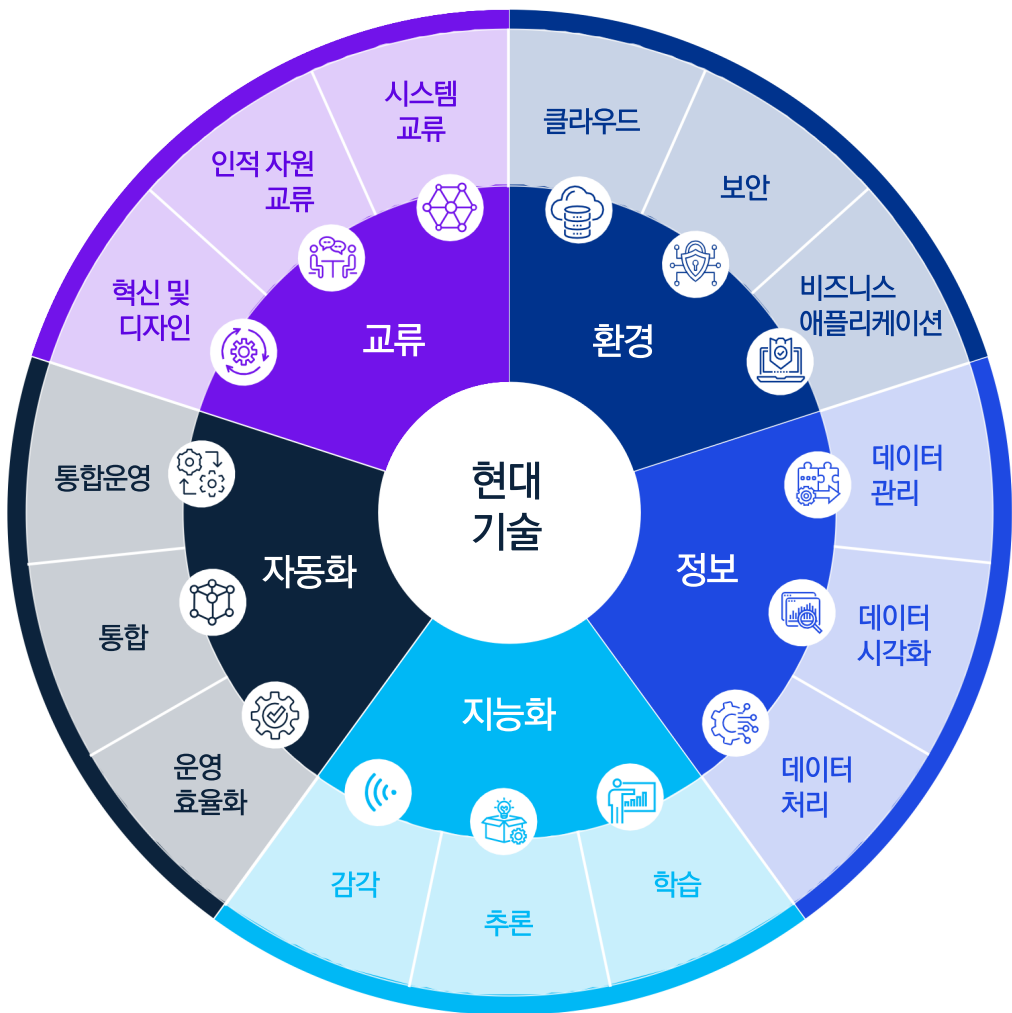 현대
기술
환경
클라우드
보안
비즈니스
애플리케이션
정보
데이터
관리
데이터
시각화
데이터
처리
지능화
학습
추론
감각
자동화
운영
효율화
통합
통합운영
교류
혁신 및
디자인
인적 자원
교류
시스템
교류